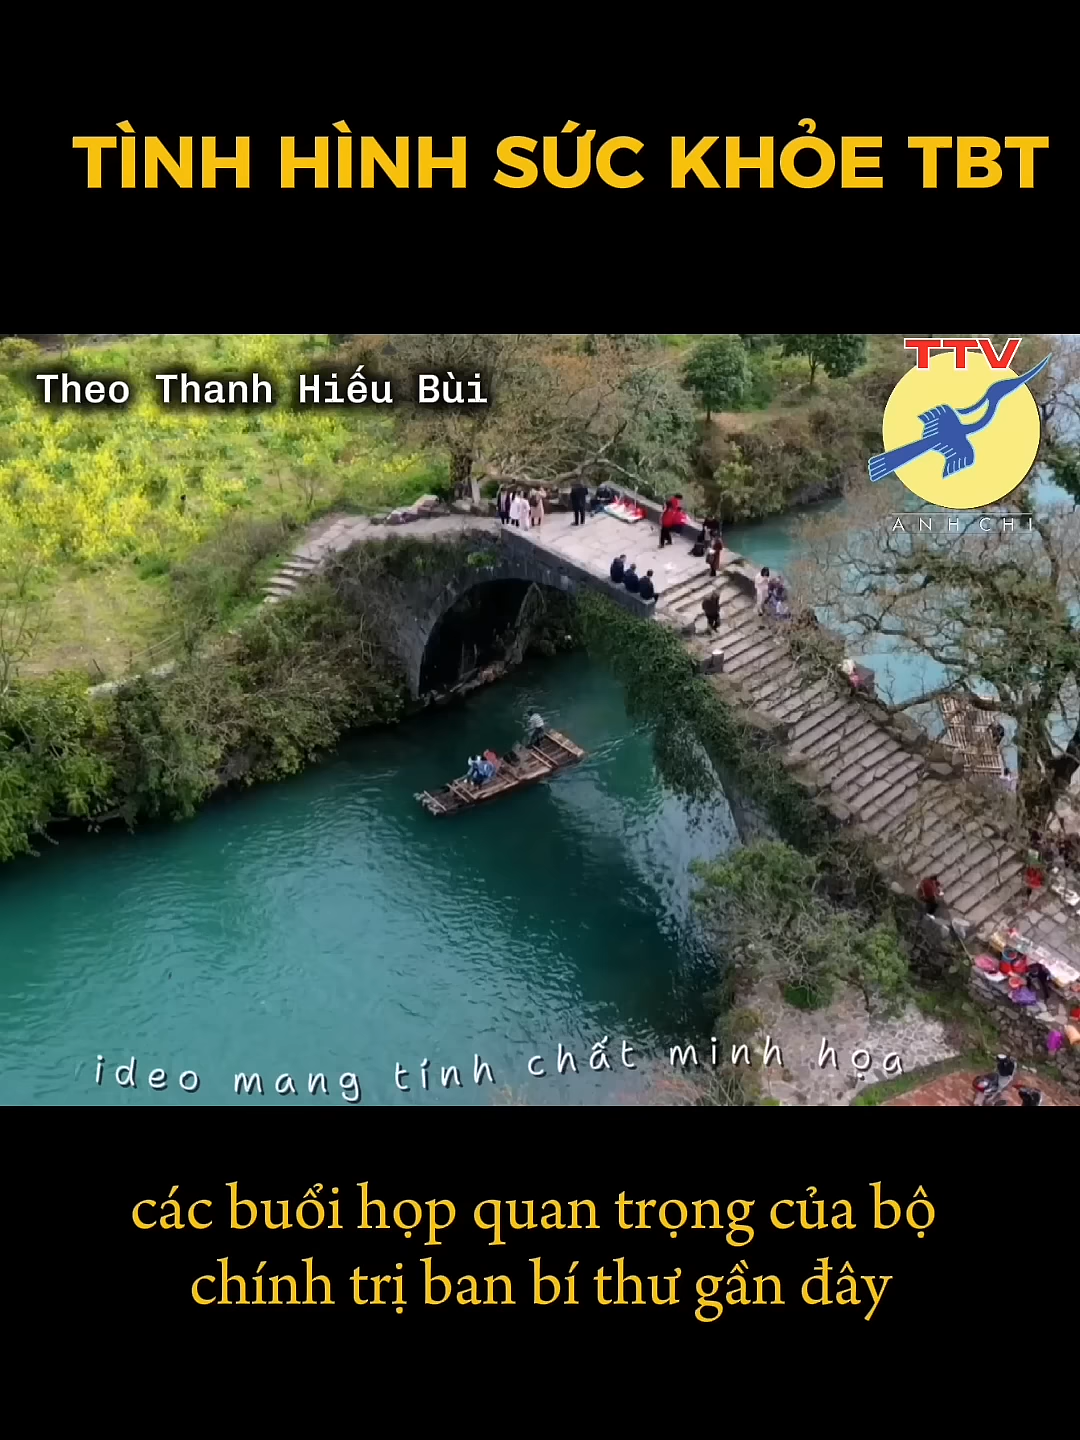 TÌNH HÌNH SỨC KHỎE TBT
Theo Thanh Hiếu Bùi
TTV
ANH CHI
ideo mang tính chất minh họa
các buổi họp quan trọng của bộ
chính trị ban bí thư gần đây